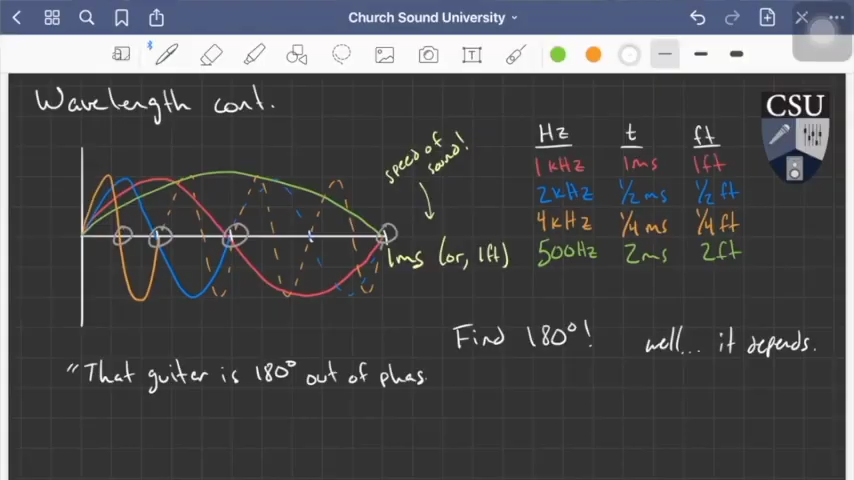 Church Sound University
T
Wavelength cont.
CSU
speed of
sound!
Hz t ft
1kHz 1ms 1ft
2kHz 1/2ms 1/2ft
4kHz 1/4ms 1/4ft
500Hz 2ms 2ft
1ms (or, 1ft)
Find 180°! well... it depends.
"That guiter is 180° out of phas